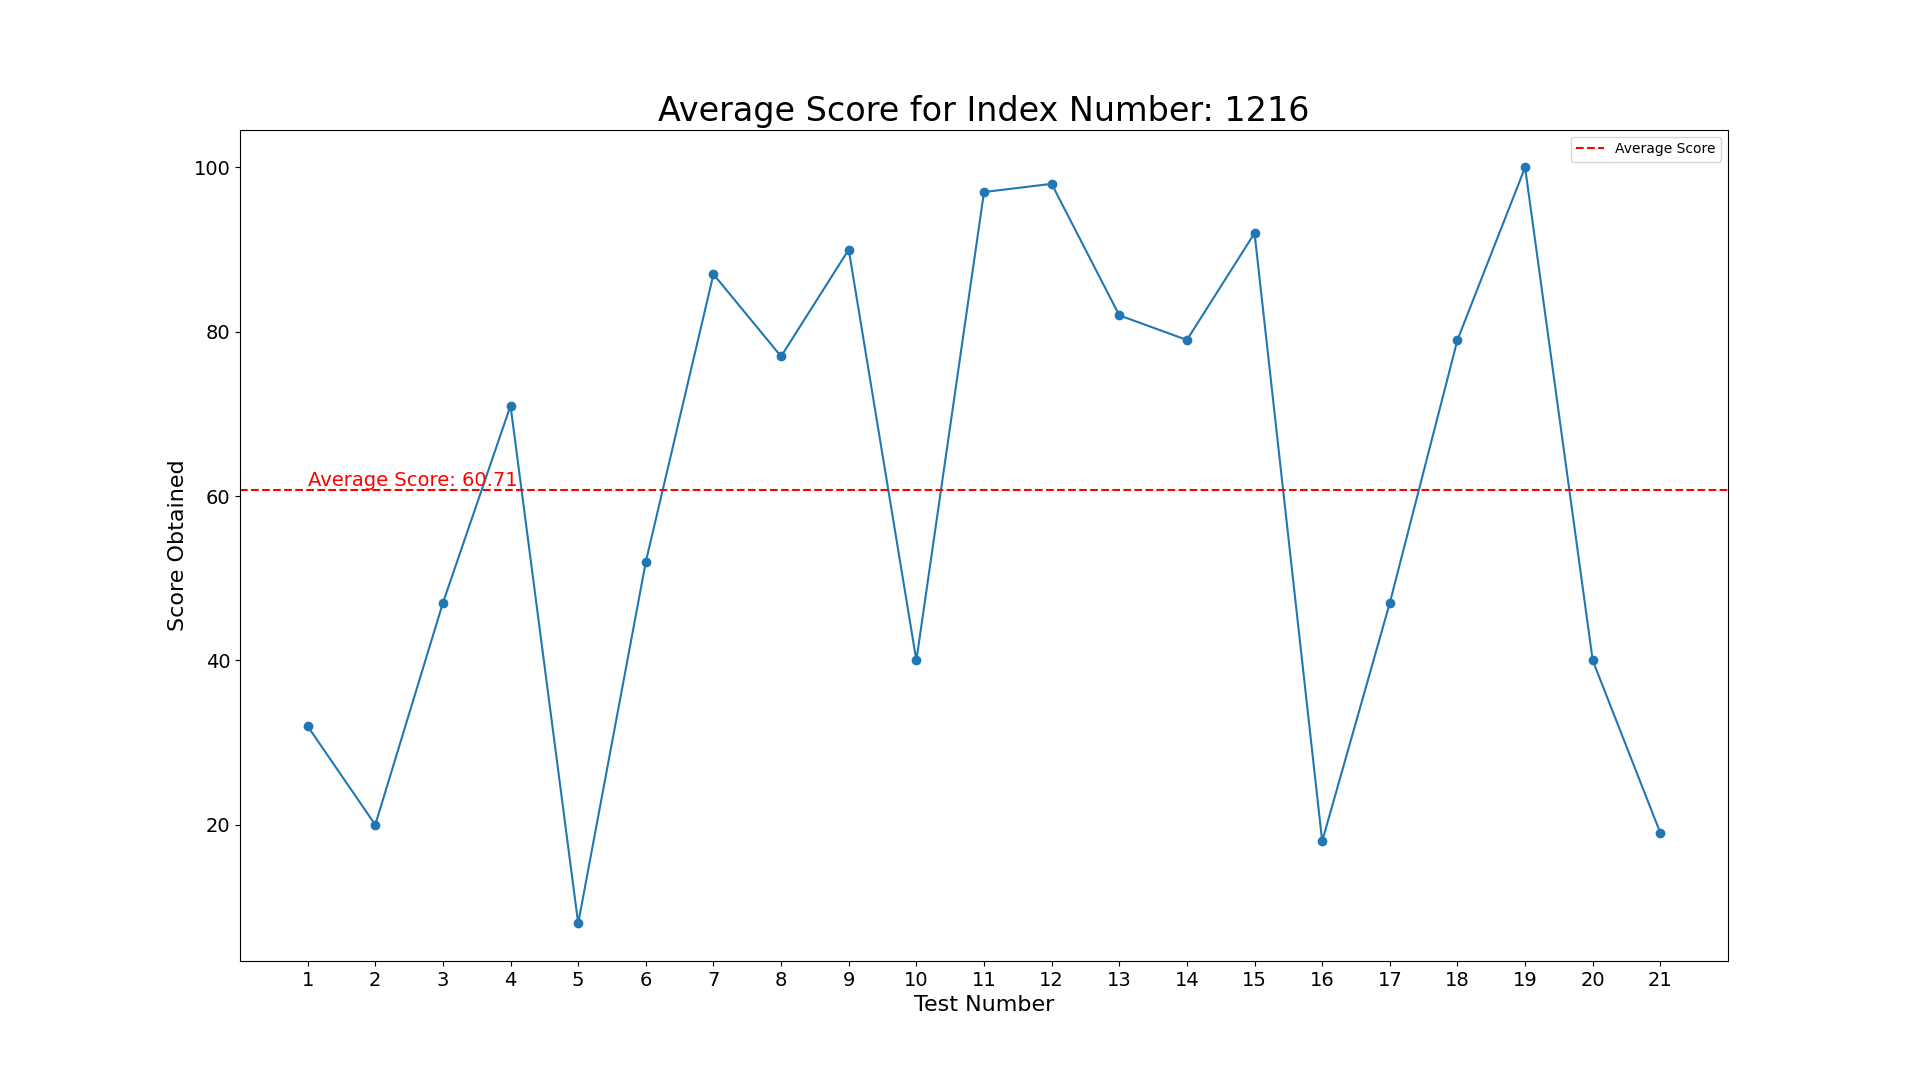 Average Score for Index Number: 1216
Average Score
100
80
60
40
20
Score Obtained
Average Score: 60.71
1 2 3 4 5 6 7 8 9 10 11 12 13 14 15 16 17 18 19 20 21
Test Number